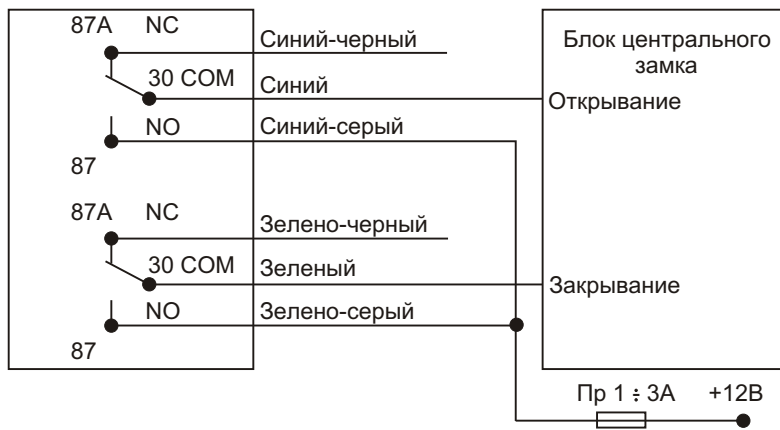 87A NC
Синий-черный
30 COM
Синий
NO
Синий-серый
87
87A NC
Зелено-черный
30 COM
Зеленый
NO
Зелено-серый
87
Блок центрального
замка
Открывание
Закрывание
Пр 1 ÷ 3А
+12В